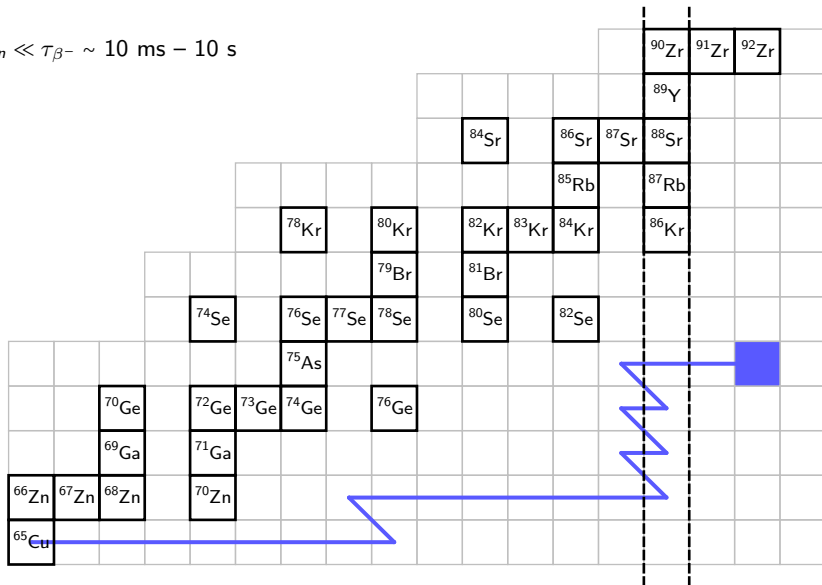 n ≪ τβ− ~ 10 ms − 10 s
90Zr 91Zr 92Zr
89Y
84Sr 86Sr 87Sr 88Sr
85Rb 87Rb
78Kr 80Kr 82Kr 83Kr 84Kr 86Kr
79Br 81Br
74Se 76Se 77Se 78Se 80Se 82Se
75As
70Ge 72Ge 73Ge 74Ge 76Ge
69Ga 71Ga
66Zn 67Zn 68Zn 70Zn
65Cu